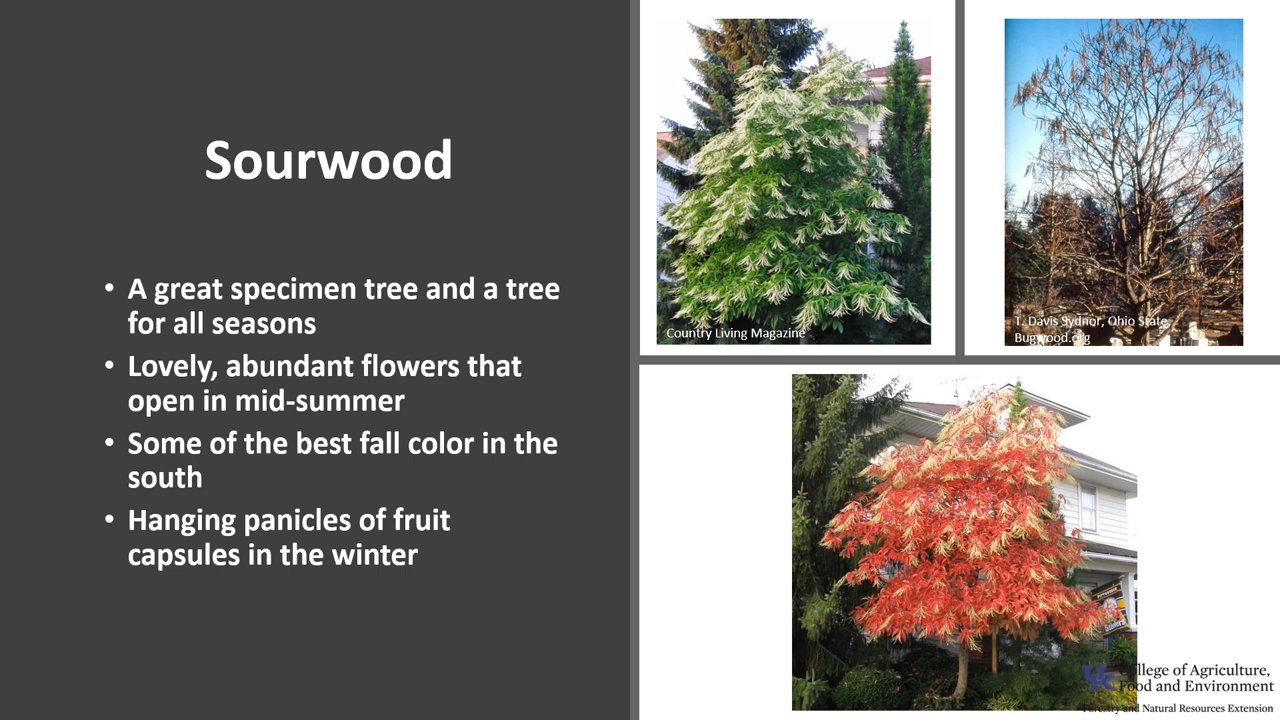 Sourwood
• A great specimen tree and a tree
for all seasons
• Lovely, abundant flowers that
open in mid-summer
• Some of the best fall color in the
south
• Hanging panicles of fruit
capsules in the winter
Country Living Magazine
T. Davis Sydnor, Ohio State,
Bugwood.org
UK College of Agriculture,
Food and Environment
Forestry and Natural Resources Extension